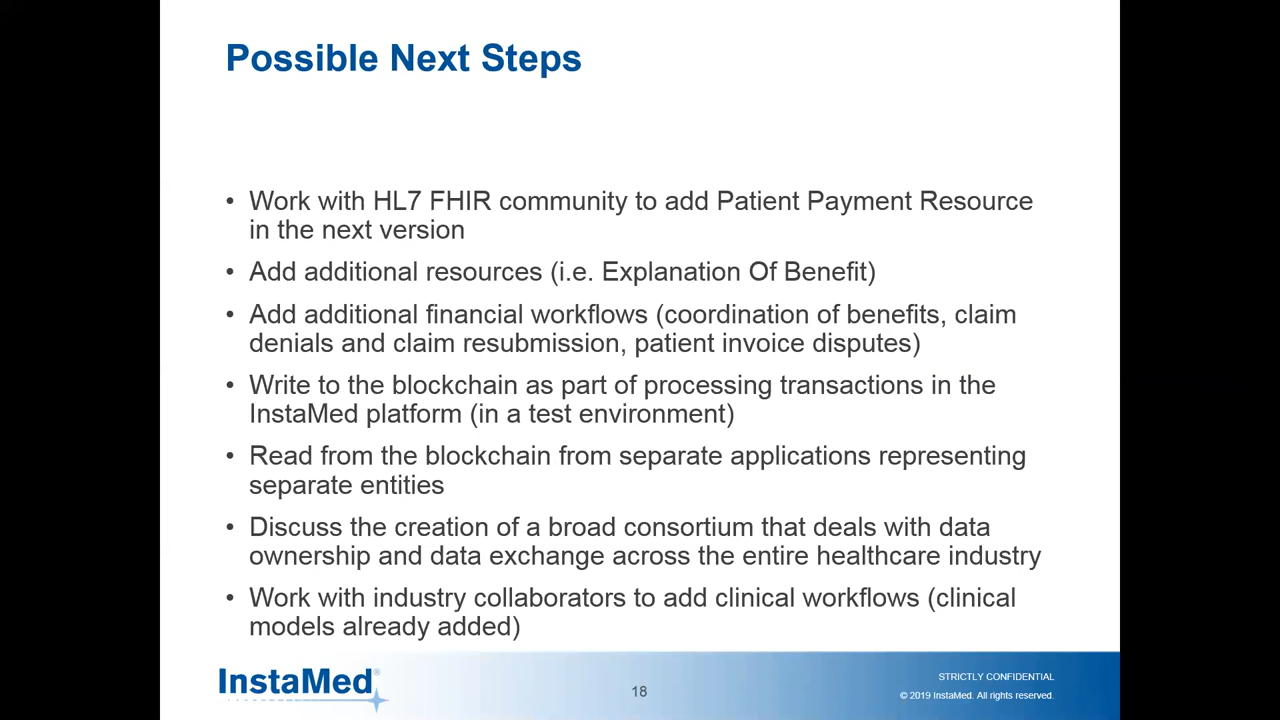 Possible Next Steps
• Work with HL7 FHIR community to add Patient Payment Resource
in the next version
• Add additional resources (i.e. Explanation Of Benefit)
• Add additional financial workflows (coordination of benefits, claim
denials and claim resubmission, patient invoice disputes)
• Write to the blockchain as part of processing transactions in the
InstaMed platform (in a test environment)
• Read from the blockchain from separate applications representing
separate entities
• Discuss the creation of a broad consortium that deals with data
ownership and data exchange across the entire healthcare industry
• Work with industry collaborators to add clinical workflows (clinical
models already added)
InstaMed®
18
STRICTLY CONFIDENTIAL
© 2019 InstaMed. All rights reserved.